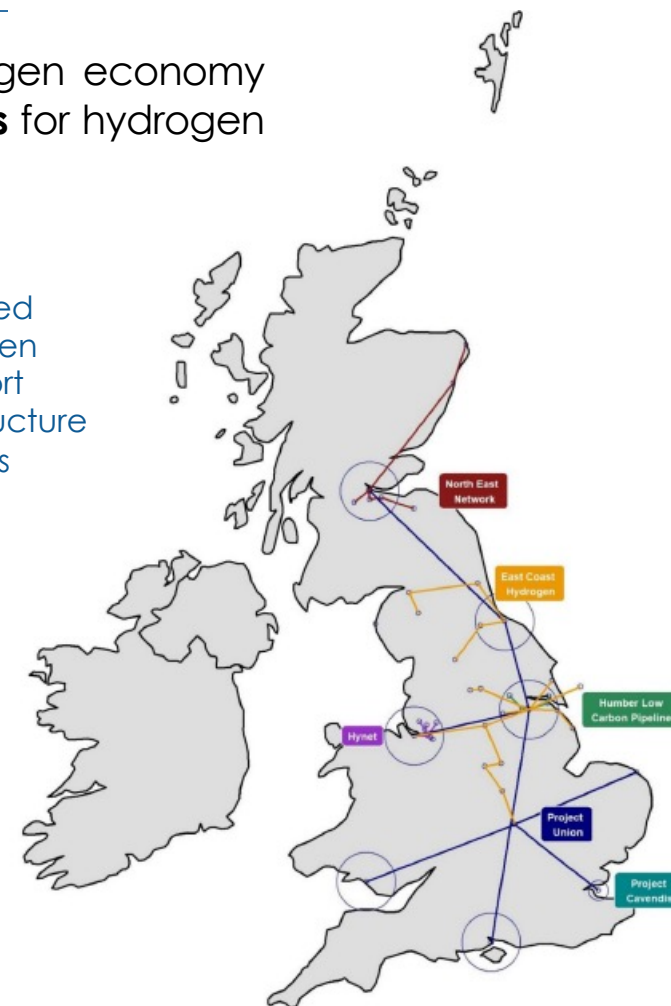 gen economy
s for hydrogen
ed
en
rt
ucture
s
North East
Network
East Coast
Hydrogen
Humber Low
Carbon Pipeline
Hynet
Project
Union
Project
Cavendis